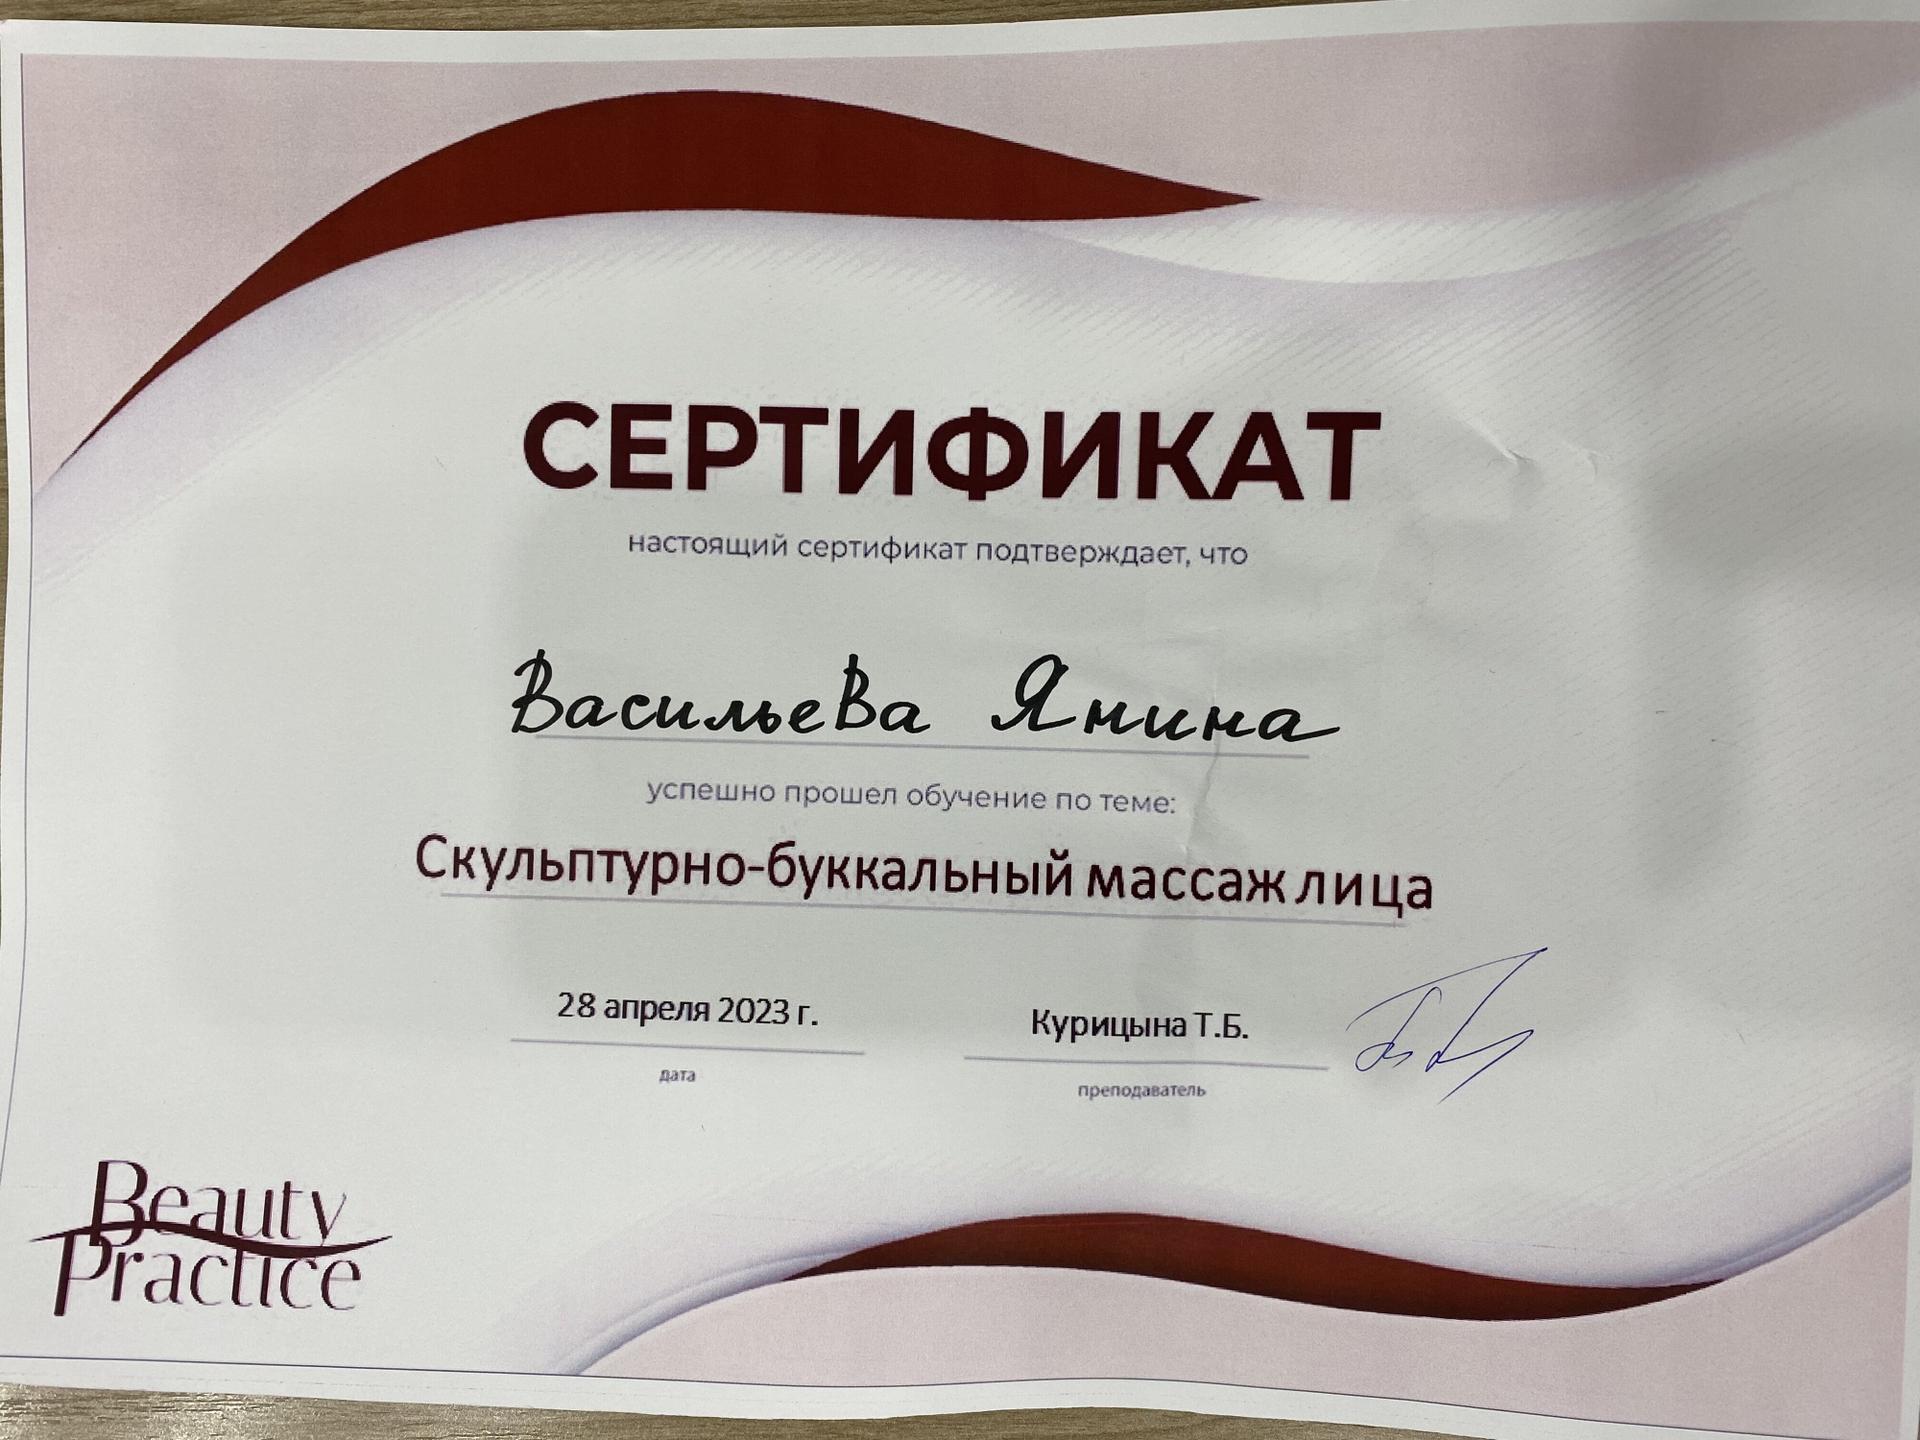 СЕРТИФИКАТ
настоящий сертификат подтверждает, что
Васильева Янина
успешно прошел обучение по теме:
Скульптурно-буккальный массаж лица
28 апреля 2023 г.
дата
Курицына Т.Б.
преподаватель
Beauty
Practice